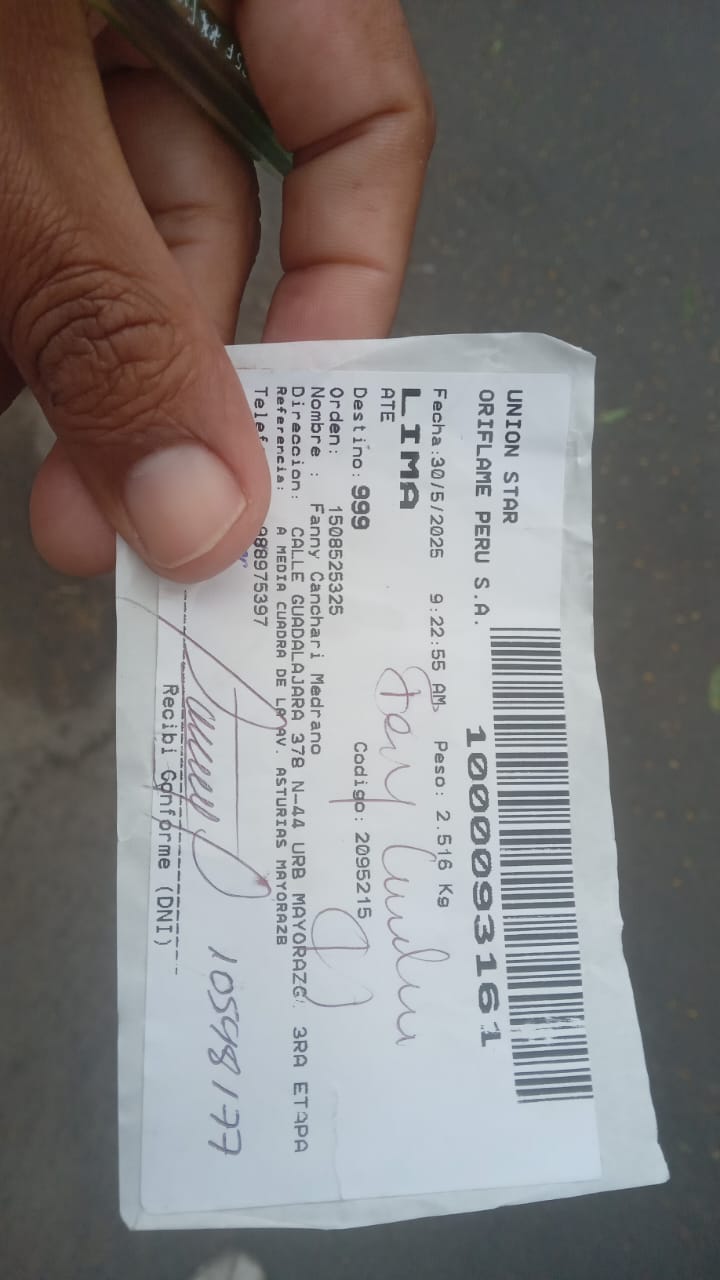 UNION STAR
ORIFLAME PERU S.A.
1000093161
Fecha:30/5/2025 9:22:55 AM Peso: 2.516 Kg
LIMA
ATE
Destino: 999 Codigo: 2095215
Orden: 1508525325
Nombre : Fanny Canchari Medrano
Direccion: CALLE GUADALAJARA 378 N-44 URB MAYORAZGO 3RA ETAPA
Referencia: A MEDIA CUADRA DE LA AV. ASTURIAS MAYORAZB
988975397
10598177
Recibi Conforme (DNI)